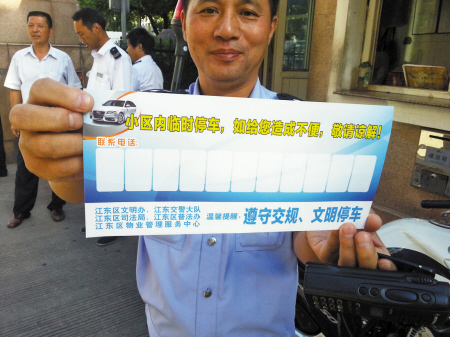 小区内临时停车,如给您造成不便,敬请谅解!
联系电话:
江东区文明办、江东交警大队
江东区司法局、江东区普法办
江东区物业管理服务中心
温馨提醒:遵守交规、文明停车